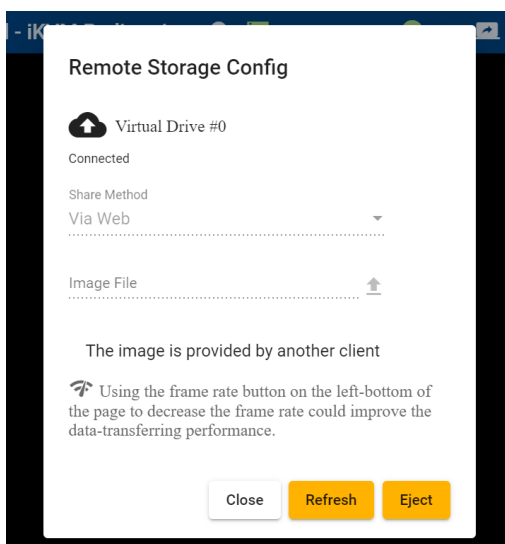 - iK
Remote Storage Config
Virtual Drive #0
Connected
Share Method
Via Web
Image File
The image is provided by another client
Using the frame rate button on the left-bottom of
the page to decrease the frame rate could improve the
data-transferring performance.
Close Refresh Eject